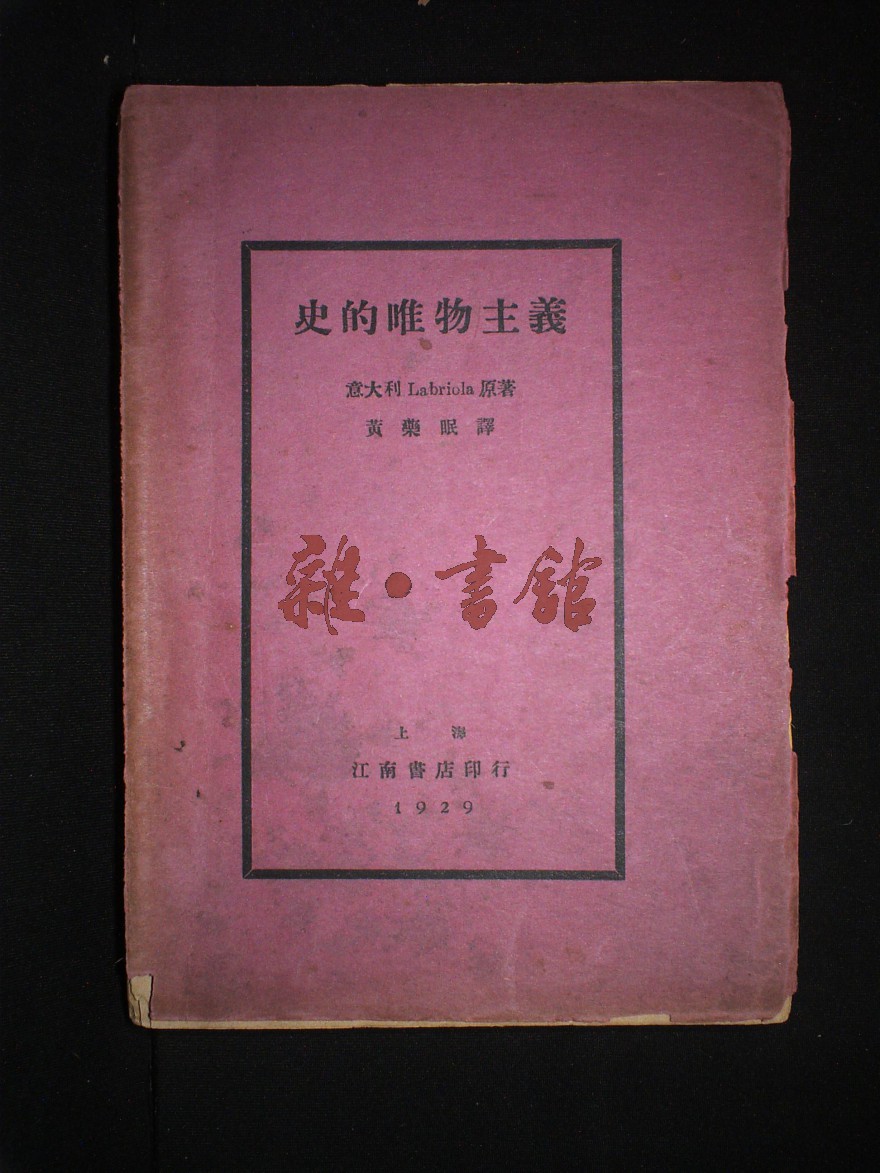 史的唯物主義
意大利 Labriola 原著
黃藥眠譯
雜·書館
上海
江南書店印行
1929